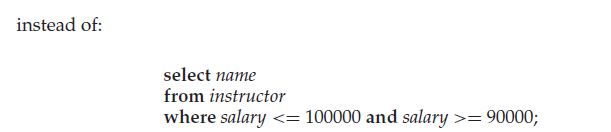 instead of:
select name
from instructor
where salary <= 100000 and salary >= 90000;